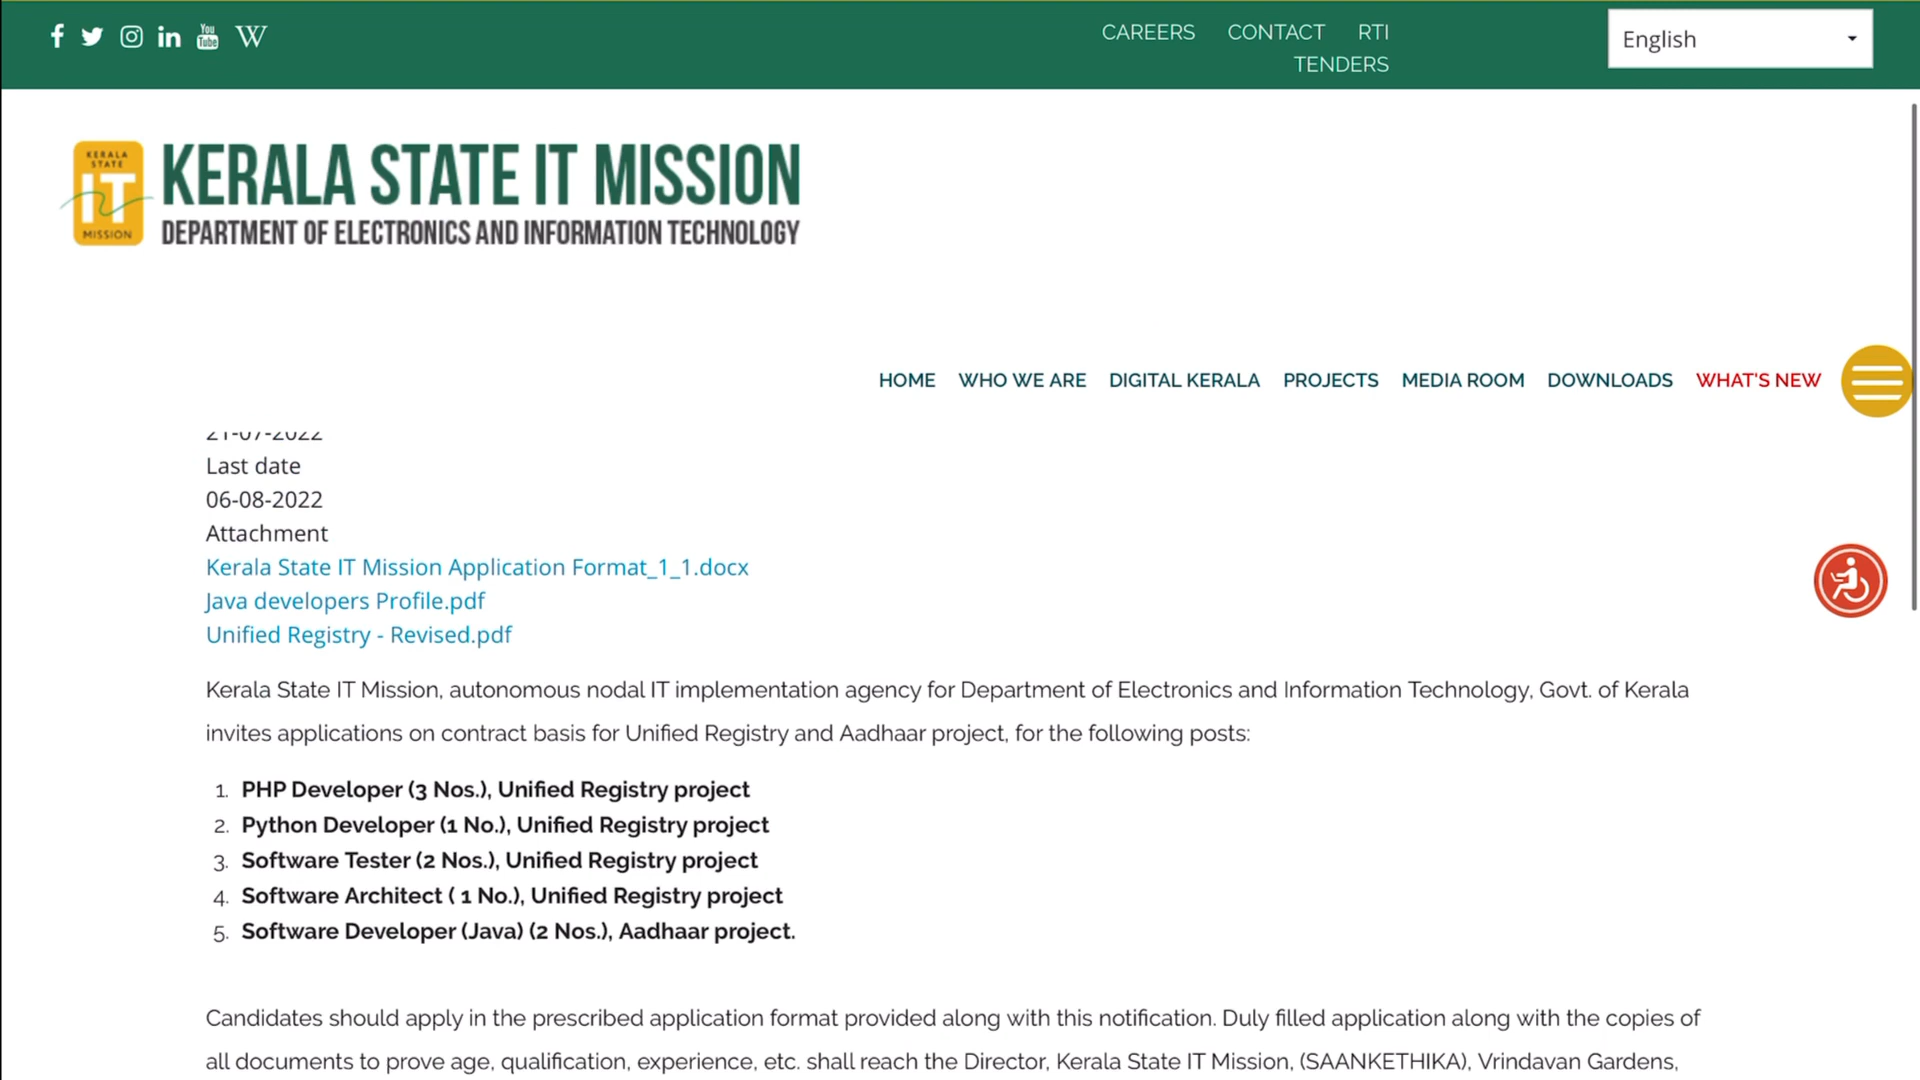 CAREERS CONTACT RTI
TENDERS
English
KERALA
STATE
IT
MISSION
KERALA STATE IT MISSION
DEPARTMENT OF ELECTRONICS AND INFORMATION TECHNOLOGY
HOME WHO WE ARE DIGITAL KERALA PROJECTS MEDIA ROOM DOWNLOADS WHAT'S NEW
21-07-2022
Last date
06-08-2022
Attachment
Kerala State IT Mission Application Format_1_1.docx
Java developers Profile.pdf
Unified Registry - Revised.pdf
Kerala State IT Mission, autonomous nodal IT implementation agency for Department of Electronics and Information Technology, Govt. of Kerala
invites applications on contract basis for Unified Registry and Aadhaar project, for the following posts:
1. PHP Developer (3 Nos.), Unified Registry project
2. Python Developer (1 No.), Unified Registry project
3. Software Tester (2 Nos.), Unified Registry project
4. Software Architect ( 1 No.), Unified Registry project
5. Software Developer (Java) (2 Nos.), Aadhaar project.
Candidates should apply in the prescribed application format provided along with this notification. Duly filled application along with the copies of
all documents to prove age, qualification, experience, etc. shall reach the Director, Kerala State IT Mission, (SAANKETHIKA), Vrindavan Gardens,